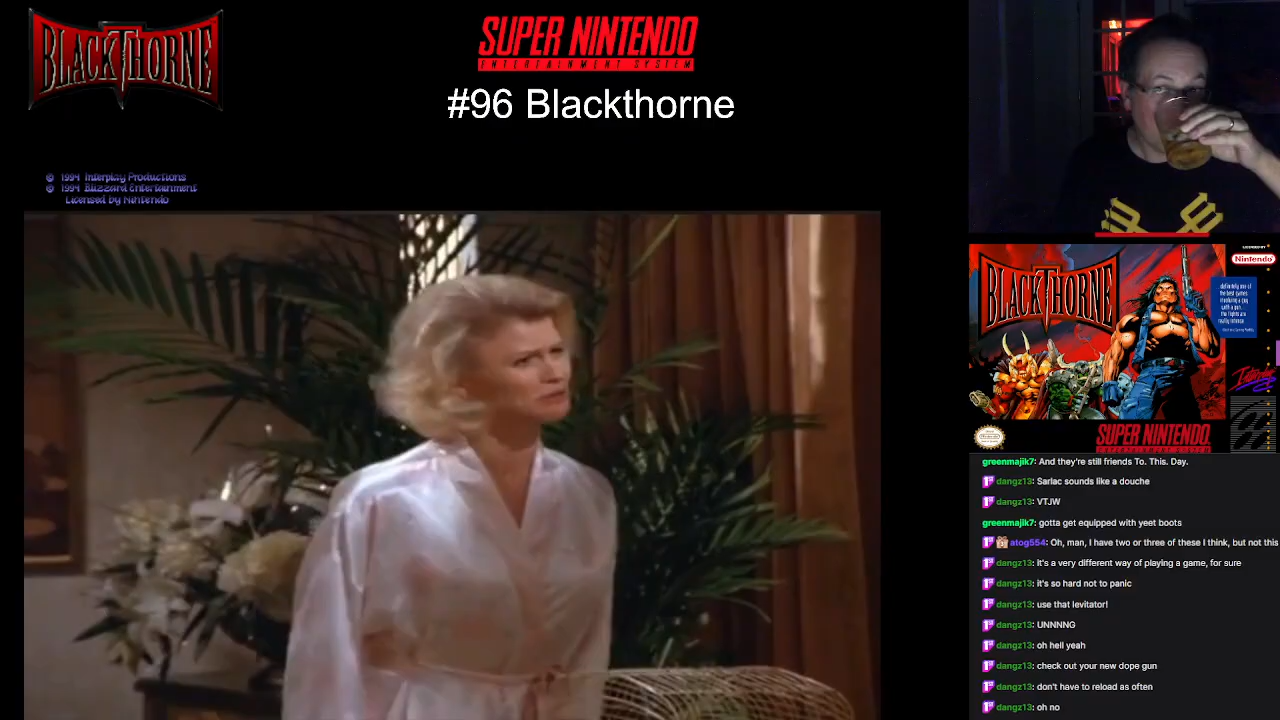 BLACKTHORNE
SUPER NINTENDO
ENTERTAINMENT SYSTEM
#96 Blackthorne
© 1994 Interplay Productions
© 1994 Blizzard Entertainment
Licensed by Nintendo
BLACKTHORNE
Nintendo
Interplay
SUPER NINTENDO
greenmajik7: And they're still friends To. This. Day.
dangz13: Sarlac sounds like a douche
dangz13: VTJW
greenmajik7: gotta get equipped with yeet boots
atog554: Oh, man, I have two or three of these I think, but not this
dangz13: it's a very different way of playing a game, for sure
dangz13: it's so hard not to panic
dangz13: use that levitator!
dangz13: UNNNNG
dangz13: oh hell yeah
dangz13: check out your new dope gun
dangz13: don't have to reload as often
dangz13: oh no